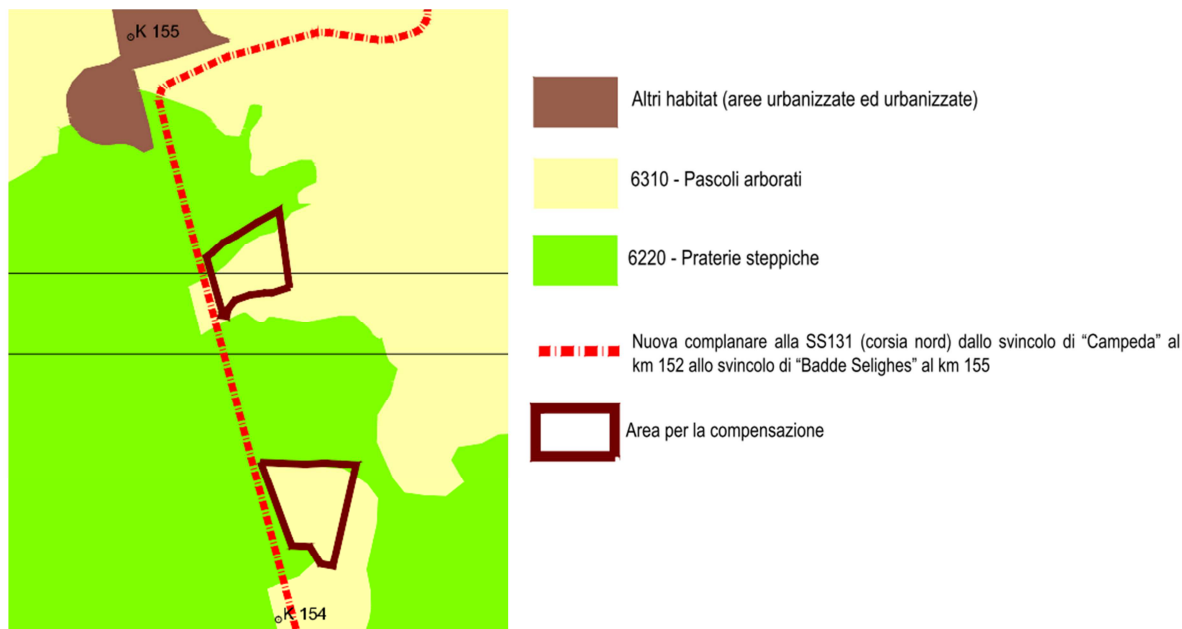 K 155
Altri habitat (aree urbanizzate ed urbanizzate)
6310 - Pascoli arborati
6220 - Praterie steppiche
Nuova complanare alla SS131 (corsia nord) dallo svincolo di “Campeda” al
km 152 allo svincolo di “Badde Selighes” al km 155
Area per la compensazione
K 154